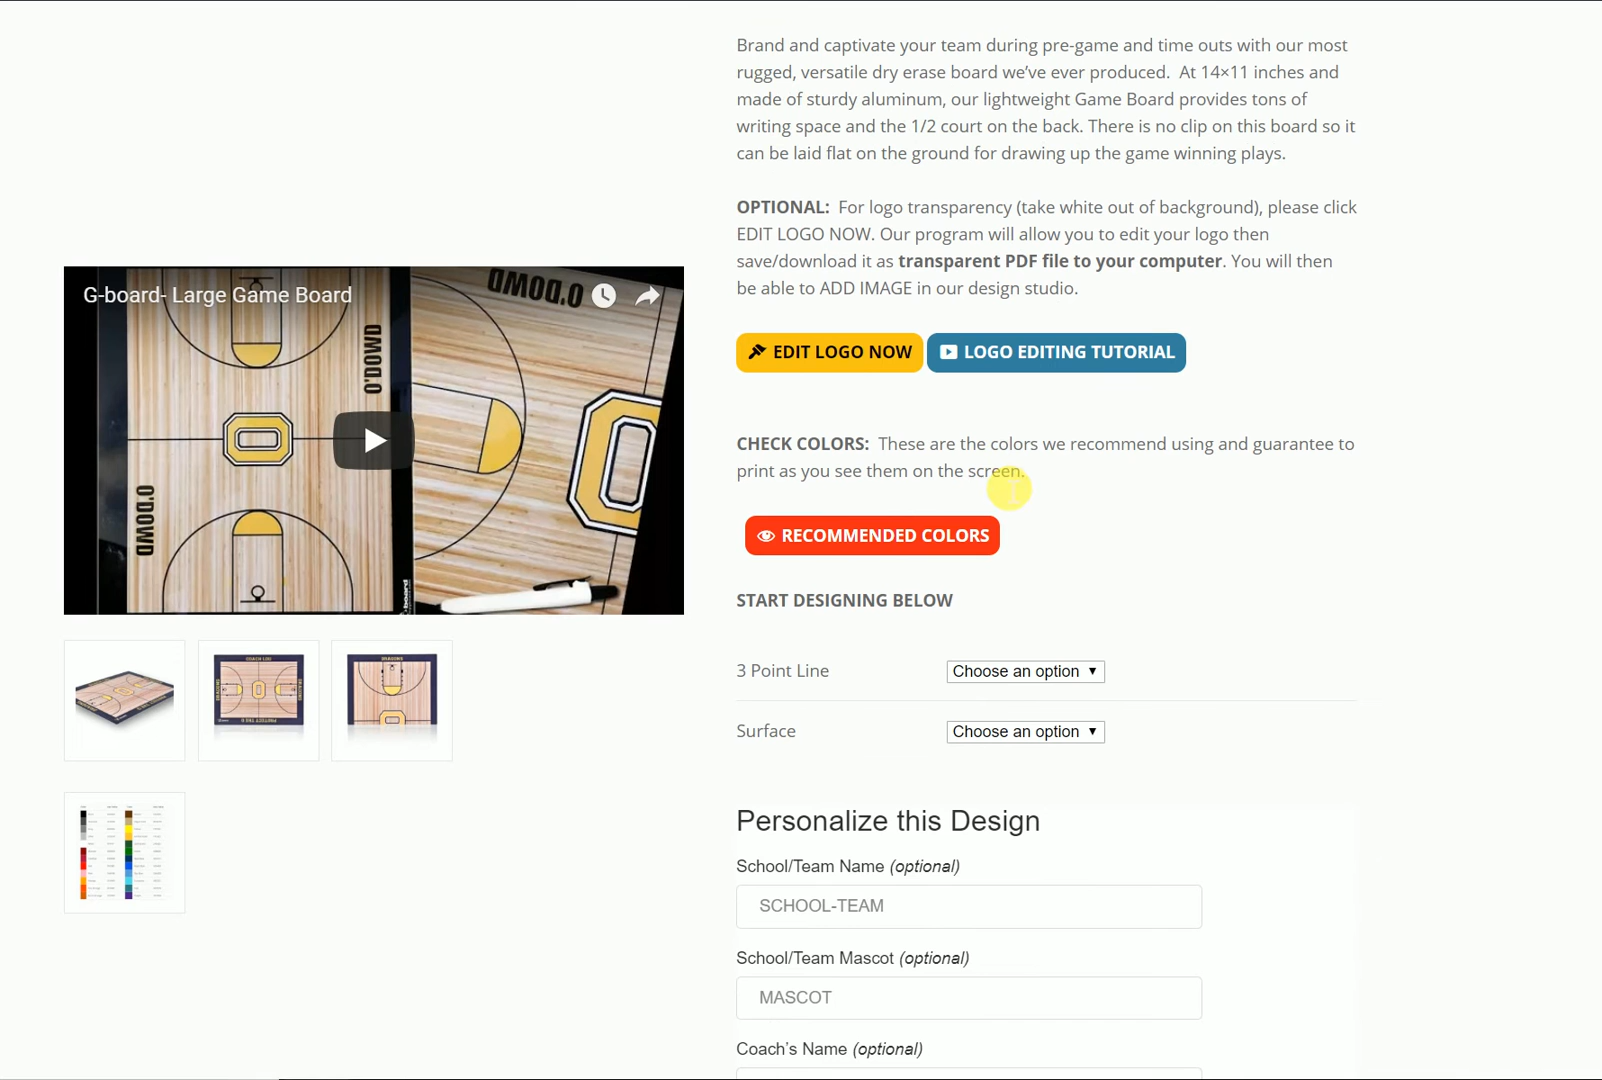 Brand and captivate your team during pre-game and time outs with our most
rugged, versatile dry erase board we’ve ever produced.  At 14×11 inches and
made of sturdy aluminum, our lightweight Game Board provides tons of
writing space and the 1/2 court on the back. There is no clip on this board so it
can be laid flat on the ground for drawing up the game winning plays.
OPTIONAL:  For logo transparency (take white out of background), please click
EDIT LOGO NOW. Our program will allow you to edit your logo then
save/download it as transparent PDF file to your computer. You will then
be able to ADD IMAGE in our design studio.
EDIT LOGO NOW
LOGO EDITING TUTORIAL
CHECK COLORS:  These are the colors we recommend using and guarantee to
print as you see them on the screen.
RECOMMENDED COLORS
START DESIGNING BELOW
3 Point Line
Choose an option
Surface
Choose an option
Personalize this Design
School/Team Name (optional)
SCHOOL-TEAM
School/Team Mascot (optional)
MASCOT
Coach’s Name (optional)
G-board- Large Game Board
O'DOWD
O'DOWD
O'DOWD
COACH LOU
DRAGONS